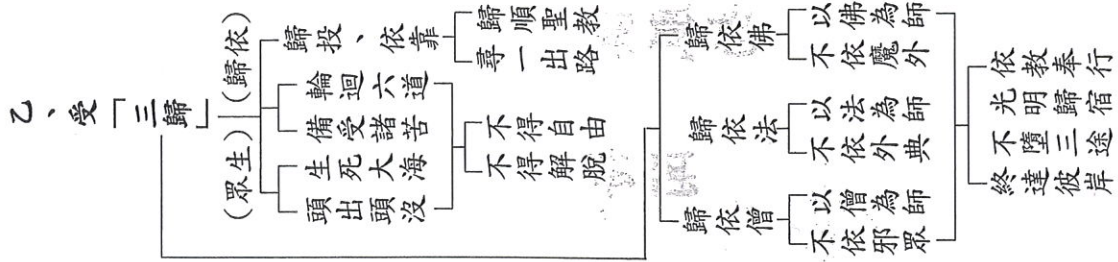 乙、受「三歸」
(歸依)
歸投、依靠
歸順聖教
尋一出路
(眾生)
輪迴六道
備受諸苦
生死大海
頭出頭沒
不得自由
不得解脫
歸依佛
以佛為師
不依魔外
歸依法
以法為師
不依外典
歸依僧
以僧為師
不依邪眾
依教奉行
光明歸宿
不墮三途
終達彼岸